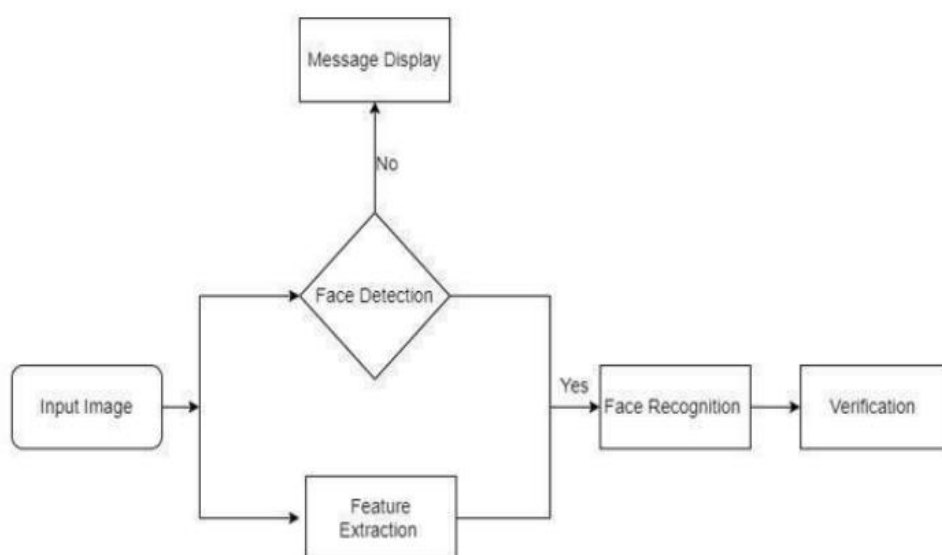 Message Display
No
Face Detection
Input Image
Yes
Face Recognition
Verification
Feature
Extraction